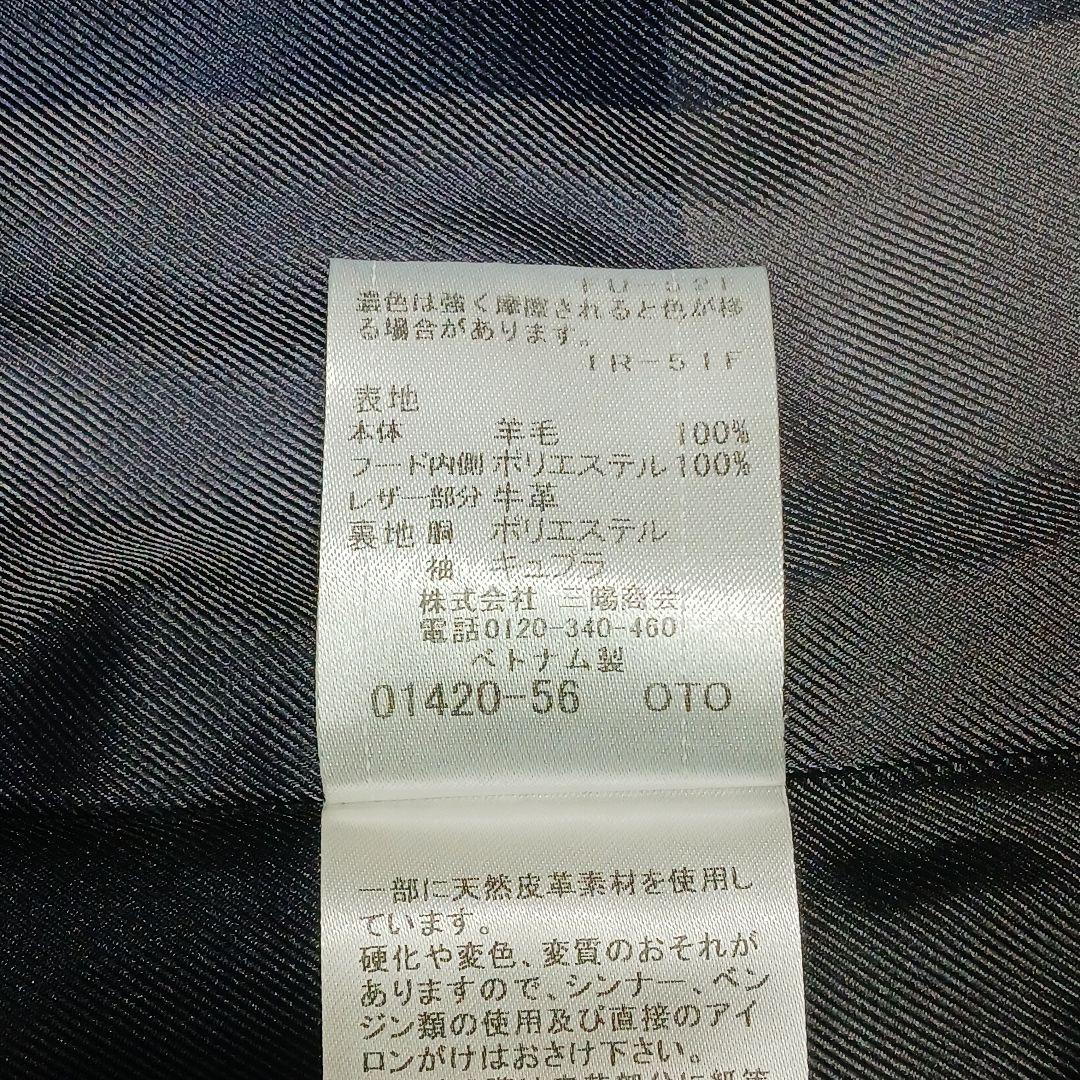 濃色は強く摩擦されると色が移
る場合があります。
TR-51F
表地
本体 羊毛 100%
フード内側 ポリエステル 100%
レザー部分 牛革
裏地 胴 ポリエステル
袖 キュプラ
株式会社 三陽商会
電話0120-340-460
ベトナム製
01420-56 OTO
一部に天然皮革素材を使用し
ています。
硬化や変色、変質のおそれが
ありますので、シンナー、ベン
ジン類の使用及び直接のアイ
ロンがけはおさけ下さい。